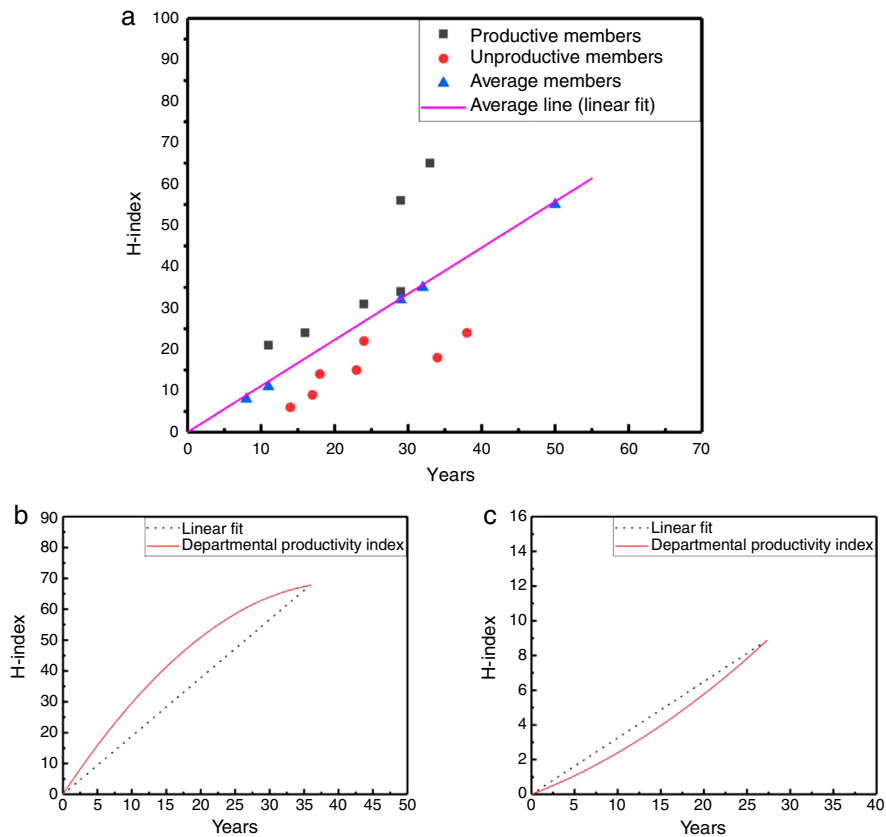 a
100
90
80
70
60
50
40
30
20
10
0
H-index
Productive members
Unproductive members
Average members
Average line (linear fit)
0 10 20 30 40 50 60 70
Years
b
90
80
70
60
50
40
30
20
10
0
H-index
Linear fit
Departmental productivity index
0 5 10 15 20 25 30 35 40 45 50
Years
c
16
14
12
10
8
6
4
2
0
H-index
Linear fit
Departmental productivity index
0 5 10 15 20 25 30 35 40
Years